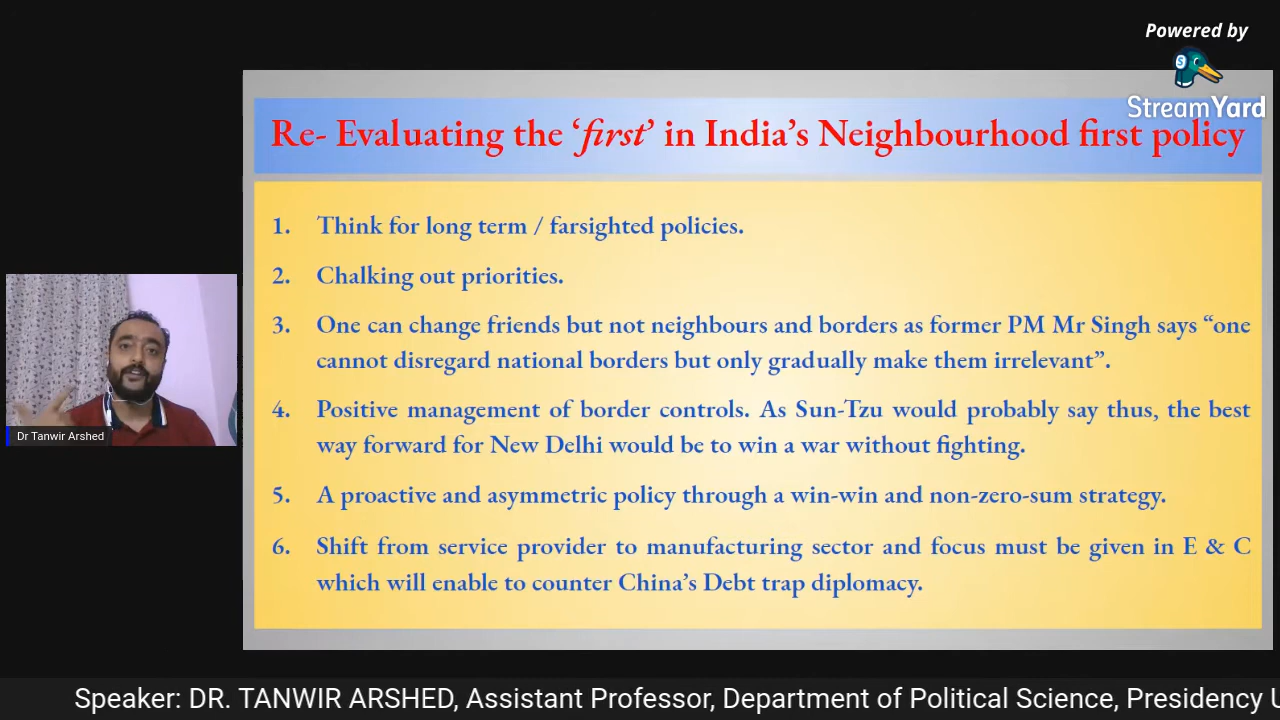 Powered by
StreamYard
Re- Evaluating the ‘first’ in India’s Neighbourhood first policy
1. Think for long term / farsighted policies.
2. Chalking out priorities.
3. One can change friends but not neighbours and borders as former PM Mr Singh says “one
cannot disregard national borders but only gradually make them irrelevant”.
4. Positive management of border controls. As Sun-Tzu would probably say thus, the best
way forward for New Delhi would be to win a war without fighting.
5. A proactive and asymmetric policy through a win-win and non-zero-sum strategy.
6. Shift from service provider to manufacturing sector and focus must be given in E & C
which will enable to counter China’s Debt trap diplomacy.
Dr Tanwir Arshed
Speaker: DR. TANWIR ARSHED, Assistant Professor, Department of Political Science, Presidency U